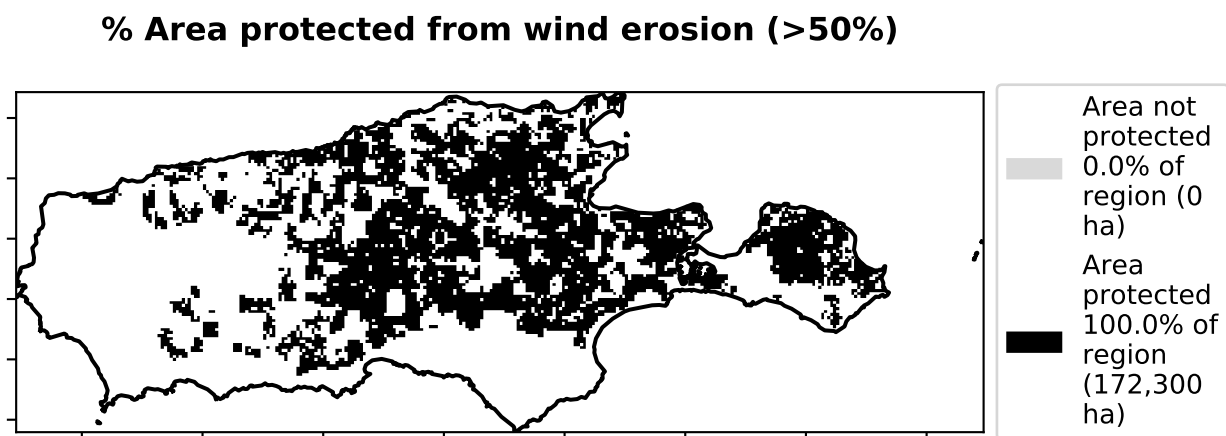 % Area protected from wind erosion (>50%)
Area not
protected
0.0% of
region (0
ha)
Area
protected
100.0% of
region
(172,300
ha)